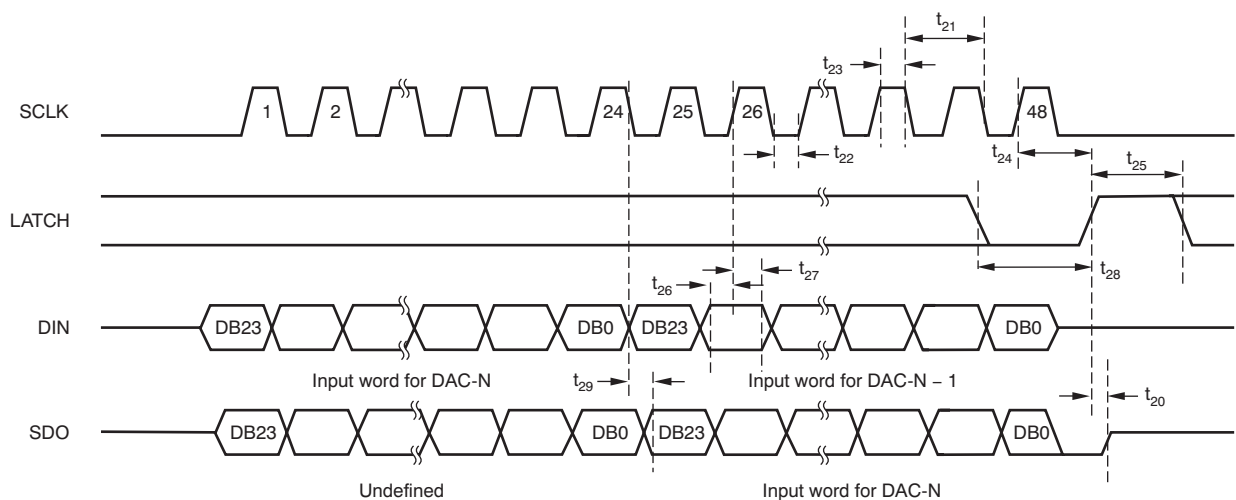 t21
t23
SCLK 1 2 24 25 26 48
t22
t24
t25
LATCH
t26
t27
t28
DIN DB23 DB0 DB23 DB0
Input word for DAC-N
t29
Input word for DAC-N – 1
t20
SDO DB23 DB0 DB23 DB0
Undefined
Input word for DAC-N